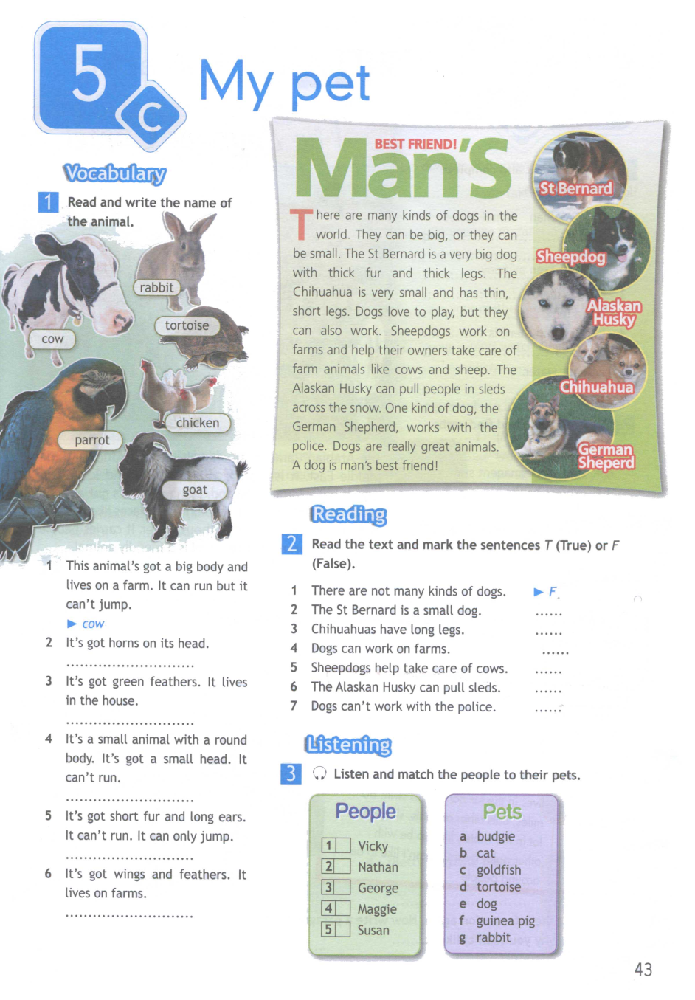 5
C
My pet
Vocabulary
1 Read and write the name of
the animal.
rabbit
tortoise
cow
chicken
parrot
goat
1 This animal's got a big body and
lives on a farm. It can run but it
can't jump.
► cow
2 It's got horns on its head.
............................
3 It's got green feathers. It lives
in the house.
............................
4 It's a small animal with a round
body. It's got a small head. It
can't run.
............................
5 It's got short fur and long ears.
It can't run. It can only jump.
............................
6 It's got wings and feathers. It
lives on farms.
............................
BEST FRIEND!
Man'S
There are many kinds of dogs in the
world. They can be big, or they can
be small. The St Bernard is a very big dog
with thick fur and thick legs. The
Chihuahua is very small and has thin,
short legs. Dogs love to play, but they
can also work. Sheepdogs work on
farms and help their owners take care of
farm animals like cows and sheep. The
Alaskan Husky can pull people in sleds
across the snow. One kind of dog, the
German Shepherd, works with the
police. Dogs are really great animals.
A dog is man's best friend!
St Bernard
Sheepdog
Alaskan
Husky
Chihuahua
German
Sheperd
Reading
2 Read the text and mark the sentences T (True) or F
(False).
1 There are not many kinds of dogs. ► F
2 The St Bernard is a small dog. ......
3 Chihuahuas have long legs. ......
4 Dogs can work on farms. ......
5 Sheepdogs help take care of cows. ......
6 The Alaskan Husky can pull sleds. ......
7 Dogs can't work with the police. ......
Listening
3 Listen and match the people to their pets.
People
1 Vicky
2 Nathan
3 George
4 Maggie
5 Susan
Pets
a budgie
b cat
c goldfish
d tortoise
e dog
f guinea pig
g rabbit
43